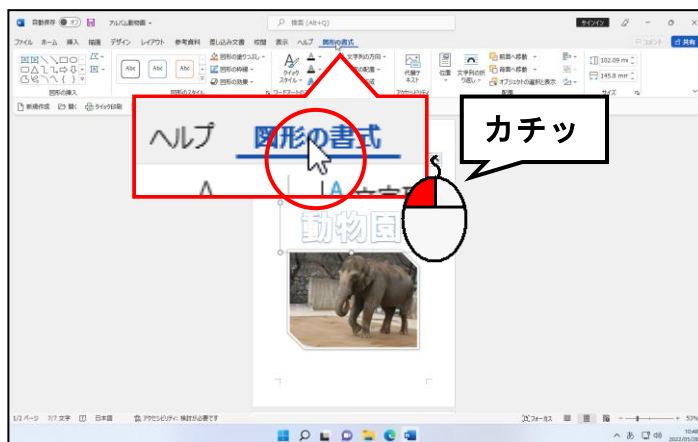 自動保存 オフ アルバム動物園 検索 (Alt+Q) サインイン
ファイル ホーム 挿入 描画 デザイン レイアウト 参考資料 差し込み文書 校閲 表示 ヘルプ 図形の書式 コメント 共有
Abc Abc Abc 図形の塗りつぶし 図形の枠線 図形の効果
クイック スタイル 文字列の方向
代替テキスト 位置 文字列の折り返し 前面へ移動 背面へ移動 オブジェクトの選択と表示
102.09 mm
145.8 mm
図形の挿入 図形のスタイル アクセシビリティ 配置 サイズ
新規作成 開く クイック印刷
ヘルプ 図形の書式
カチッ
A
動物園
1/2 ページ 7/7 文字 日本語 アクセシビリティ: 検討が必要です フォーカス 53%
あ